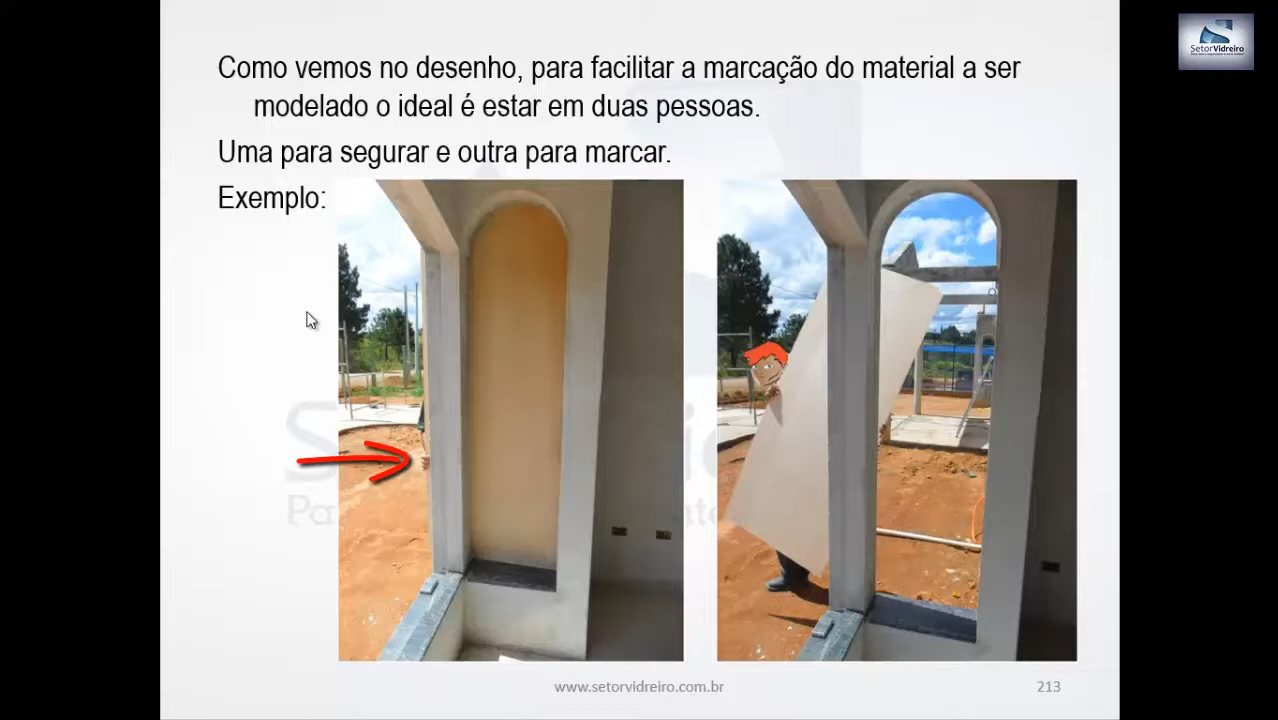 Como vemos no desenho, para facilitar a marcação do material a ser
modelado o ideal é estar em duas pessoas.
Uma para segurar e outra para marcar.
Exemplo:
www.setorvidreiro.com.br
213
SetorVidreiro